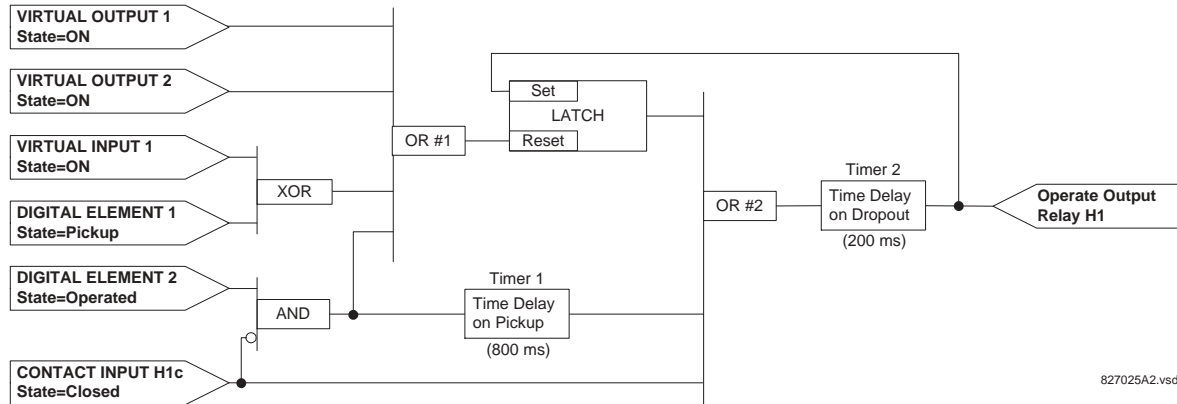 VIRTUAL OUTPUT 1
State=ON
VIRTUAL OUTPUT 2
State=ON
VIRTUAL INPUT 1
State=ON
DIGITAL ELEMENT 1
State=Pickup
DIGITAL ELEMENT 2
State=Operated
CONTACT INPUT H1c
State=Closed
XOR
AND
OR #1
Set
LATCH
Reset
Timer 1
Time Delay
on Pickup
(800 ms)
OR #2
Timer 2
Time Delay
on Dropout
(200 ms)
Operate Output
Relay H1
827025A2.vsd